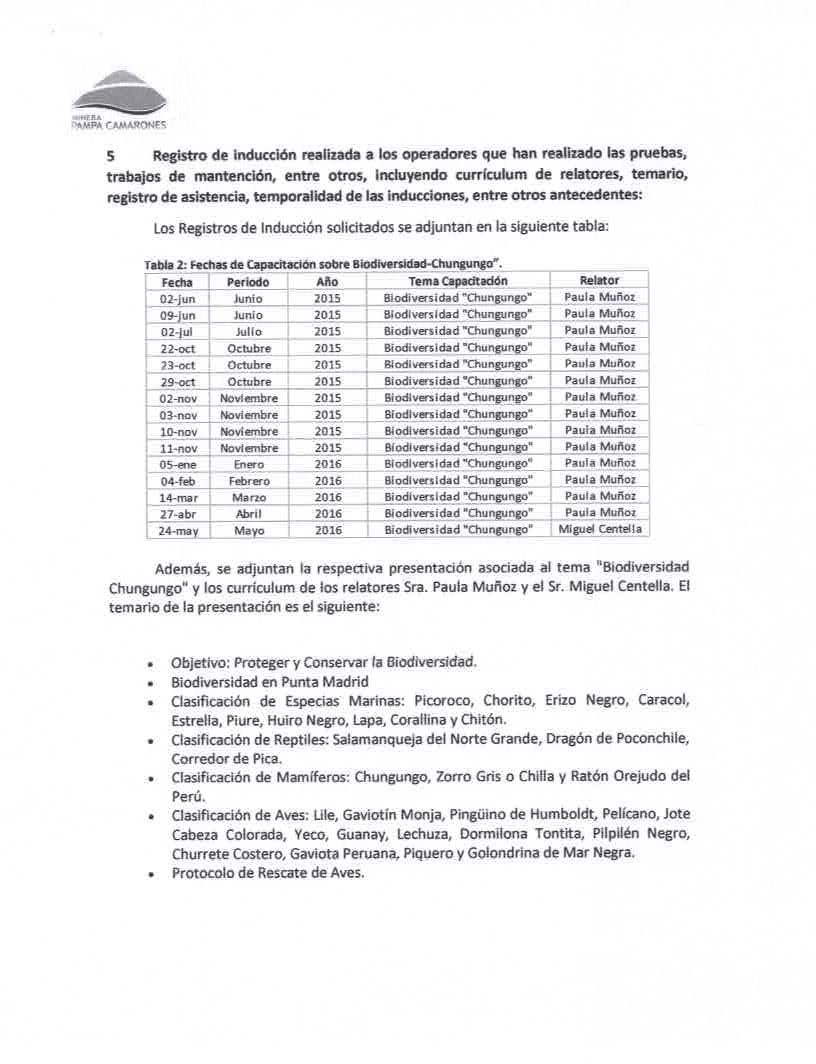 MINERA
PAMPA CAMARONES
5 Registro de inducción realizada a los operadores que han realizado las pruebas,
trabajos de mantención, entre otros, incluyendo currículum de relatores, temario,
registro de asistencia, temporalidad de las inducciones, entre otros antecedentes:
Los Registros de Inducción solicitados se adjuntan en la siguiente tabla:
Tabla 2: Fechas de Capacitación sobre Biodiversidad-Chungungo".
Fecha Periodo Año Tema Capacitación Relator
02-jun Junio 2015 Biodiversidad "Chungungo" Paula Muñoz
09-jun Junio 2015 Biodiversidad "Chungungo" Paula Muñoz
02-jul Julio 2015 Biodiversidad "Chungungo" Paula Muñoz
22-oct Octubre 2015 Biodiversidad "Chungungo" Paula Muñoz
23-oct Octubre 2015 Biodiversidad "Chungungo" Paula Muñoz
29-oct Octubre 2015 Biodiversidad "Chungungo" Paula Muñoz
02-nov Noviembre 2015 Biodiversidad "Chungungo" Paula Muñoz
03-nov Noviembre 2015 Biodiversidad "Chungungo" Paula Muñoz
10-nov Noviembre 2015 Biodiversidad "Chungungo" Paula Muñoz
11-nov Noviembre 2015 Biodiversidad "Chungungo" Paula Muñoz
05-ene Enero 2016 Biodiversidad "Chungungo" Paula Muñoz
04-feb Febrero 2016 Biodiversidad "Chungungo" Paula Muñoz
14-mar Marzo 2016 Biodiversidad "Chungungo" Paula Muñoz
27-abr Abril 2016 Biodiversidad "Chungungo" Paula Muñoz
24-may Mayo 2016 Biodiversidad "Chungungo" Miguel Centella
Además, se adjuntan la respectiva presentación asociada al tema "Biodiversidad
Chungungo" y los currículum de los relatores Sra. Paula Muñoz y el Sr. Miguel Centella. El
temario de la presentación es el siguiente:
• Objetivo: Proteger y Conservar la Biodiversidad.
• Biodiversidad en Punta Madrid
• Clasificación de Especias Marinas: Picoroco, Chorito, Erizo Negro, Caracol,
Estrella, Piure, Huiro Negro, Lapa, Corallina y Chitón.
• Clasificación de Reptiles: Salamanqueja del Norte Grande, Dragón de Poconchile,
Corredor de Pica.
• Clasificación de Mamíferos: Chungungo, Zorro Gris o Chilla y Ratón Orejudo del
Perú.
• Clasificación de Aves: Lile, Gaviotín Monja, Pingüino de Humboldt, Pelícano, Jote
Cabeza Colorada, Yeco, Guanay, Lechuza, Dormilona Tontita, Pilpilén Negro,
Churrete Costero, Gaviota Peruana, Piquero y Golondrina de Mar Negra.
• Protocolo de Rescate de Aves.